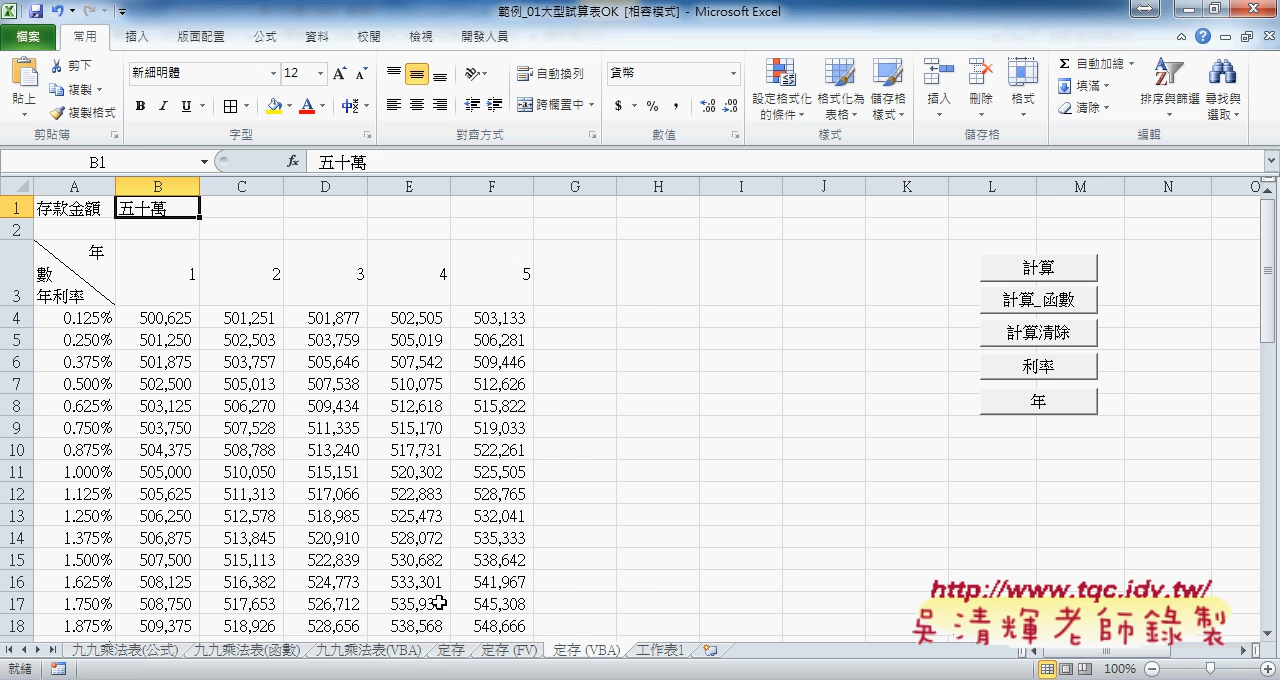 範例_01大型試算表OK [相容模式] - Microsoft Excel
檔案 常用 插入 版面配置 公式 資料 校閱 檢視 開發人員
貼上 剪下 複製 複製格式 剪貼簿
新細明體 12 B I U A 字型
自動換列 跨欄置中 對齊方式
貨幣 $ % , 數值
設定格式化的條件 格式化為表格 儲存格樣式 樣式
插入 刪除 格式 儲存格
Σ 自動加總 填滿 清除 排序與篩選 尋找與選取 編輯
B1 fx 五十萬
A B C D E F G H I J K L M N O
1 存款金額 五十萬
2
3 年數 年利率 1 2 3 4 5
4 0.125% 500,625 501,251 501,877 502,505 503,133
5 0.250% 501,250 502,503 503,759 505,019 506,281
6 0.375% 501,875 503,757 505,646 507,542 509,446
7 0.500% 502,500 505,013 507,538 510,075 512,626
8 0.625% 503,125 506,270 509,434 512,618 515,822
9 0.750% 503,750 507,528 511,335 515,170 519,033
10 0.875% 504,375 508,788 513,240 517,731 522,261
11 1.000% 505,000 510,050 515,151 520,302 525,505
12 1.125% 505,625 511,313 517,066 522,883 528,765
13 1.250% 506,250 512,578 518,985 525,473 532,041
14 1.375% 506,875 513,845 520,910 528,072 535,333
15 1.500% 507,500 515,113 522,839 530,682 538,642
16 1.625% 508,125 516,382 524,773 533,301 541,967
17 1.750% 508,750 545,308
18 1.875% 509,375
計算
計算_函數
計算清除
利率
年
http://www.tqc.idv.tw/
吳清輝老師錄製
九九乘法表(公式) 九九乘法表(函數) 九九乘法表(VBA) 定存 定存 (FV) 定存 (VBA) 工作表1
就緒 100%